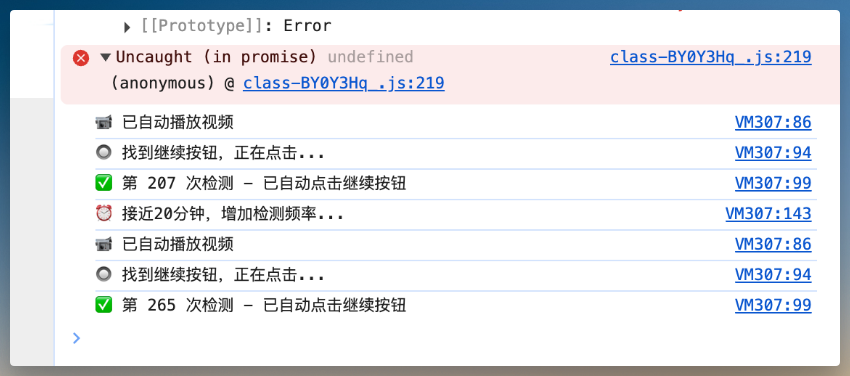 ▶ [[Prototype]]: Error
▼Uncaught (in promise) undefined class-BY0Y3Hq_.js:219
(anonymous) @ class-BY0Y3Hq_.js:219
📹 已自动播放视频 VM307:86
🔘 找到继续按钮，正在点击... VM307:94
✅ 第 207 次检测 - 已自动点击继续按钮 VM307:99
⏰ 接近20分钟，增加检测频率... VM307:143
📹 已自动播放视频 VM307:86
🔘 找到继续按钮，正在点击... VM307:94
✅ 第 265 次检测 - 已自动点击继续按钮 VM307:99